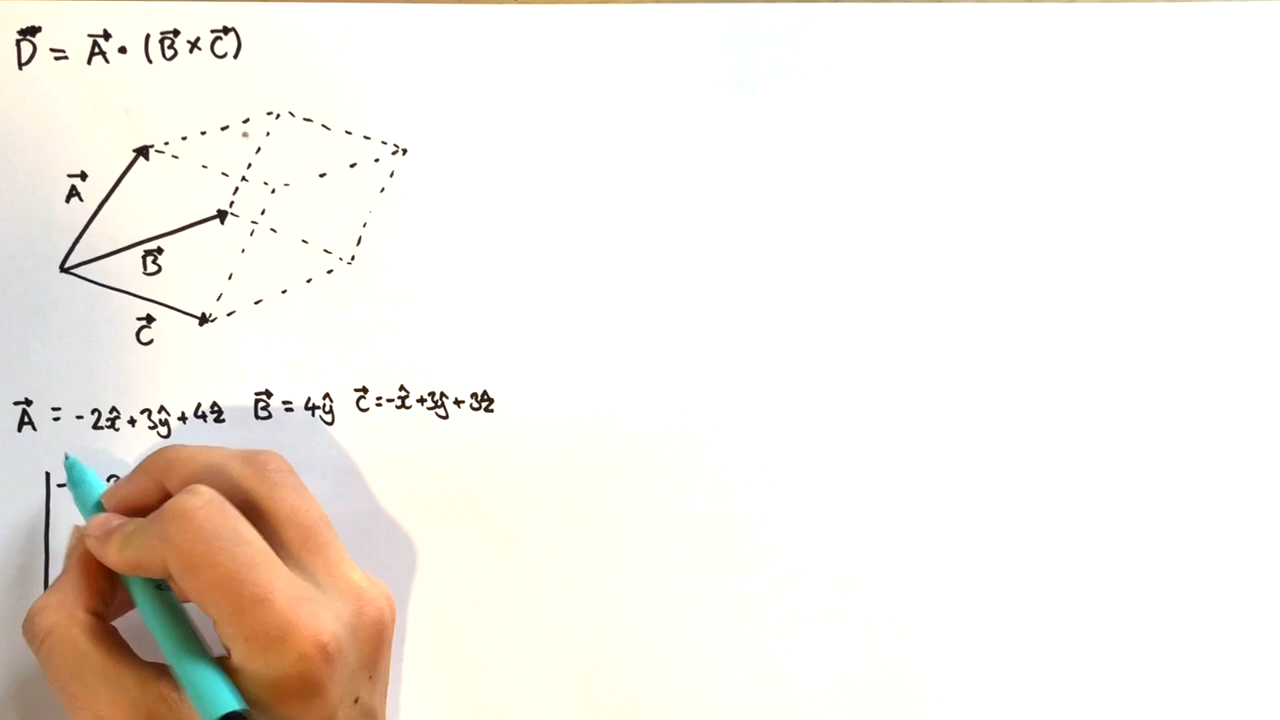 D = A⃗ • (B⃗ × C⃗)
A⃗
B⃗
C⃗
A⃗ = -2x̂+3ŷ+4ẑ B⃗ = 4ŷ C⃗=-x̂+3ŷ+3ẑ